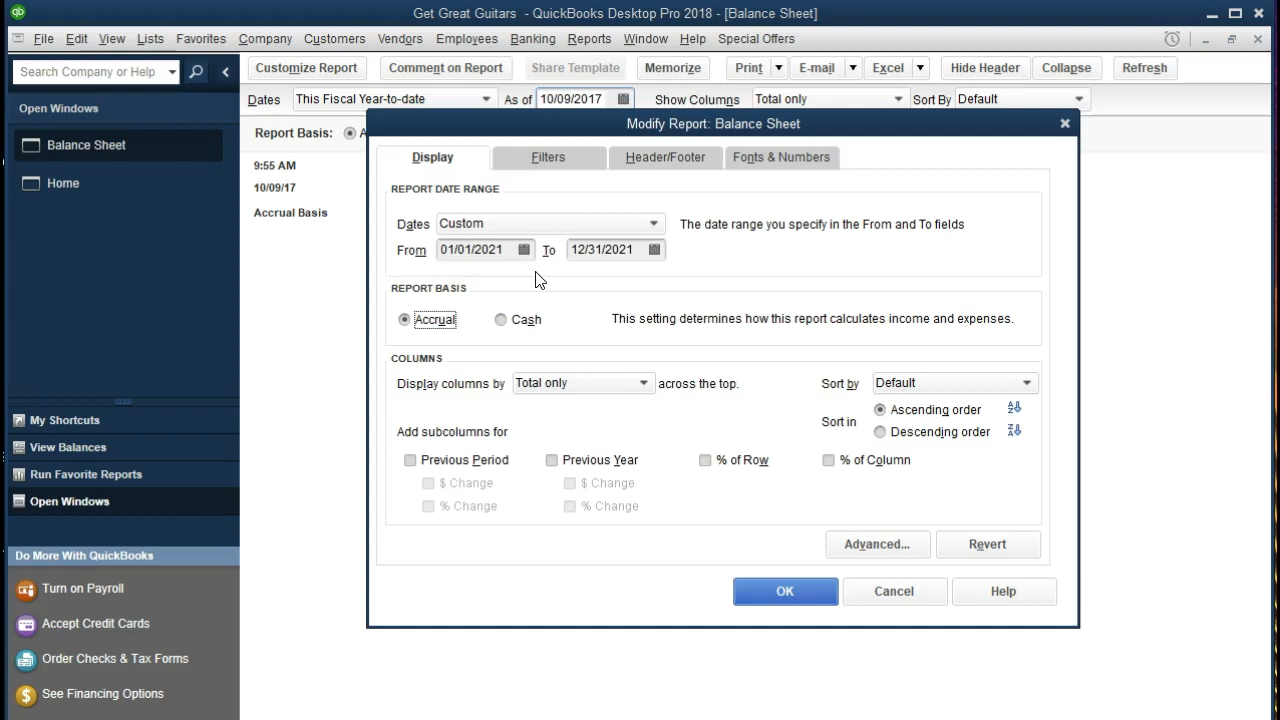 qb
Get Great Guitars - QuickBooks Desktop Pro 2018 - [Balance Sheet]
File Edit View Lists Favorites Company Customers Vendors Employees Banking Reports Window Help Special Offers
Search Company or Help
Customize Report Comment on Report Share Template Memorize Print E-mail Excel Hide Header Collapse Refresh
Open Windows
Dates This Fiscal Year-to-date As of 10/09/2017 Show Columns Total only Sort By Default
Balance Sheet
Home
Report Basis: A
9:55 AM
10/09/17
Accrual Basis
Modify Report: Balance Sheet
Display Filters Header/Footer Fonts & Numbers
REPORT DATE RANGE
Dates Custom The date range you specify in the From and To fields
From 01/01/2021 To 12/31/2021
REPORT BASIS
Accrual Cash This setting determines how this report calculates income and expenses.
COLUMNS
Display columns by Total only across the top. Sort by Default
Sort in Ascending order
Descending order
Add subcolumns for
Previous Period Previous Year % of Row % of Column
$ Change $ Change
% Change % Change
Advanced... Revert
OK Cancel Help
My Shortcuts
View Balances
Run Favorite Reports
Open Windows
Do More With QuickBooks
Turn on Payroll
Accept Credit Cards
Order Checks & Tax Forms
See Financing Options